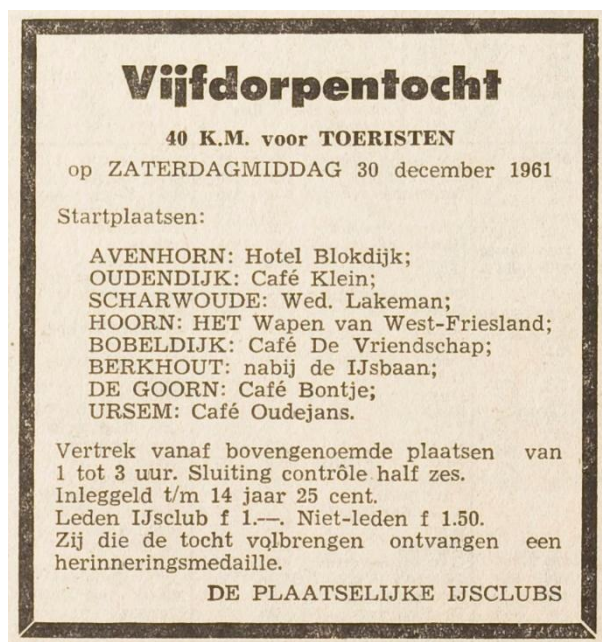 Vijfdorpentocht
40 K.M. voor TOERISTEN
op ZATERDAGMIDDAG 30 december 1961
Startplaatsen:
AVENHORN: Hotel Blokdijk;
OUDENDIJK: Café Klein;
SCHARWOUDE: Wed. Lakeman;
HOORN: HET Wapen van West-Friesland;
BOBELDIJK: Café De Vriendschap;
BERKHOUT: nabij de IJsbaan;
DE GOORN: Café Bontje;
URSEM: Café Oudejans.
Vertrek vanaf bovengenoemde plaatsen van
1 tot 3 uur. Sluiting contrôle half zes.
Inleggeld t/m 14 jaar 25 cent.
Leden IJsclub f 1.—. Niet-leden f 1.50.
Zij die de tocht volbrengen ontvangen een
herinneringsmedaille.
DE PLAATSELIJKE IJSCLUBS